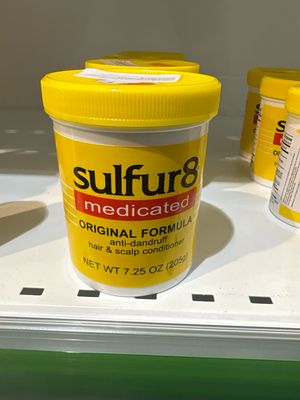 sulfur8
medicated
ORIGINAL FORMULA
anti-dandruff
hair & scalp conditioner
NET WT 7.25 OZ (205g)